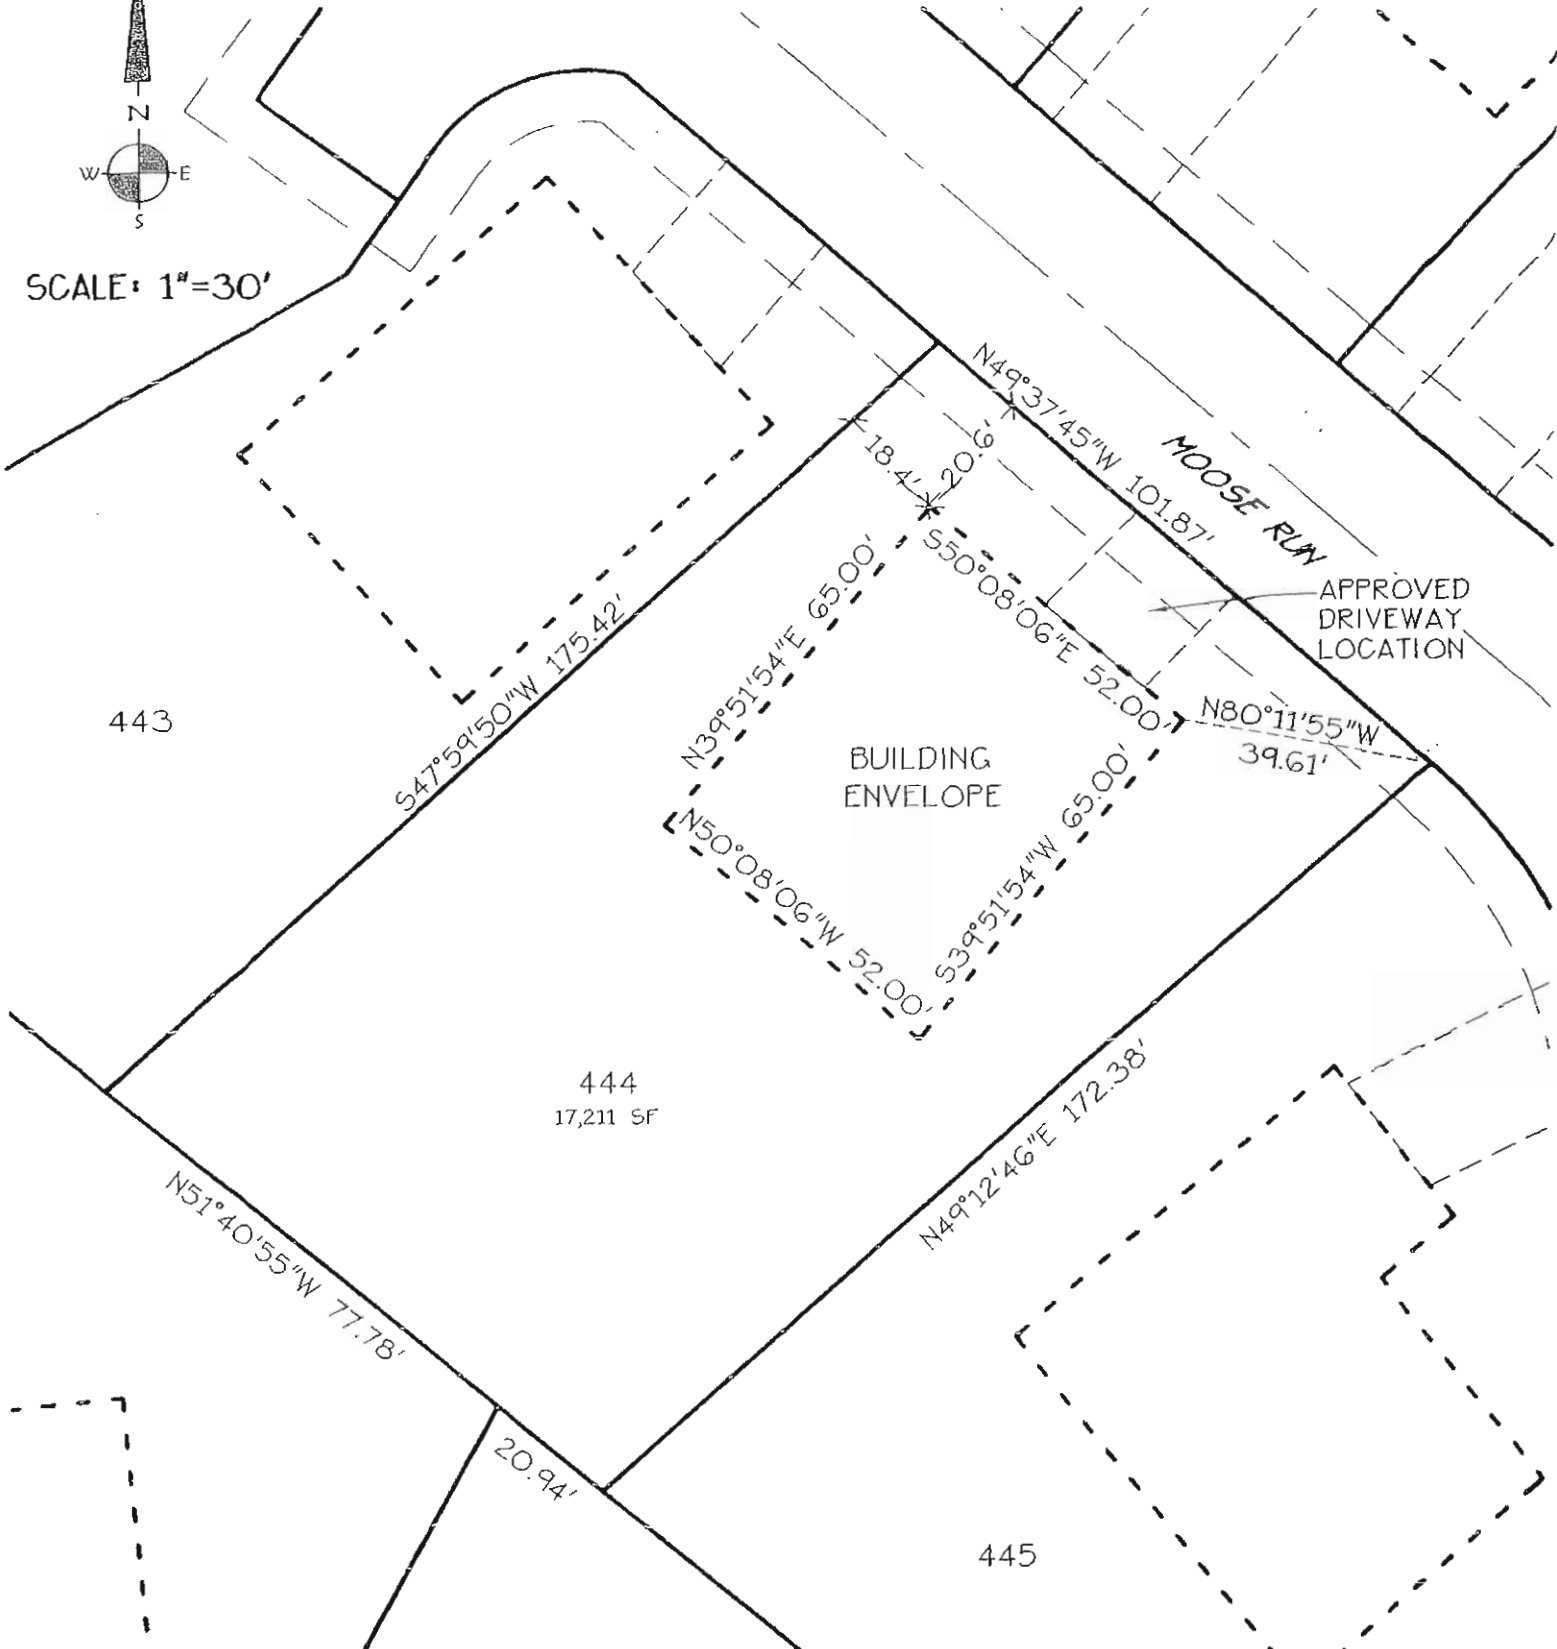 N
W E
S
SCALE: 1"=30'
N49°37'45"W 101.87'
MOOSE RUN
18.4'
20.6'
APPROVED
DRIVEWAY
LOCATION
S50°08'06"E 52.00'
N39°51'54"E 65.00'
S47°59'50"W 175.42'
443
N80°11'55"W
39.61'
BUILDING
ENVELOPE
N50°08'06"W 52.00'
S39°51'54"W 65.00'
444
17,211 SF
N49°12'46"E 172.38'
N51°40'55"W 77.78'
20.94'
445